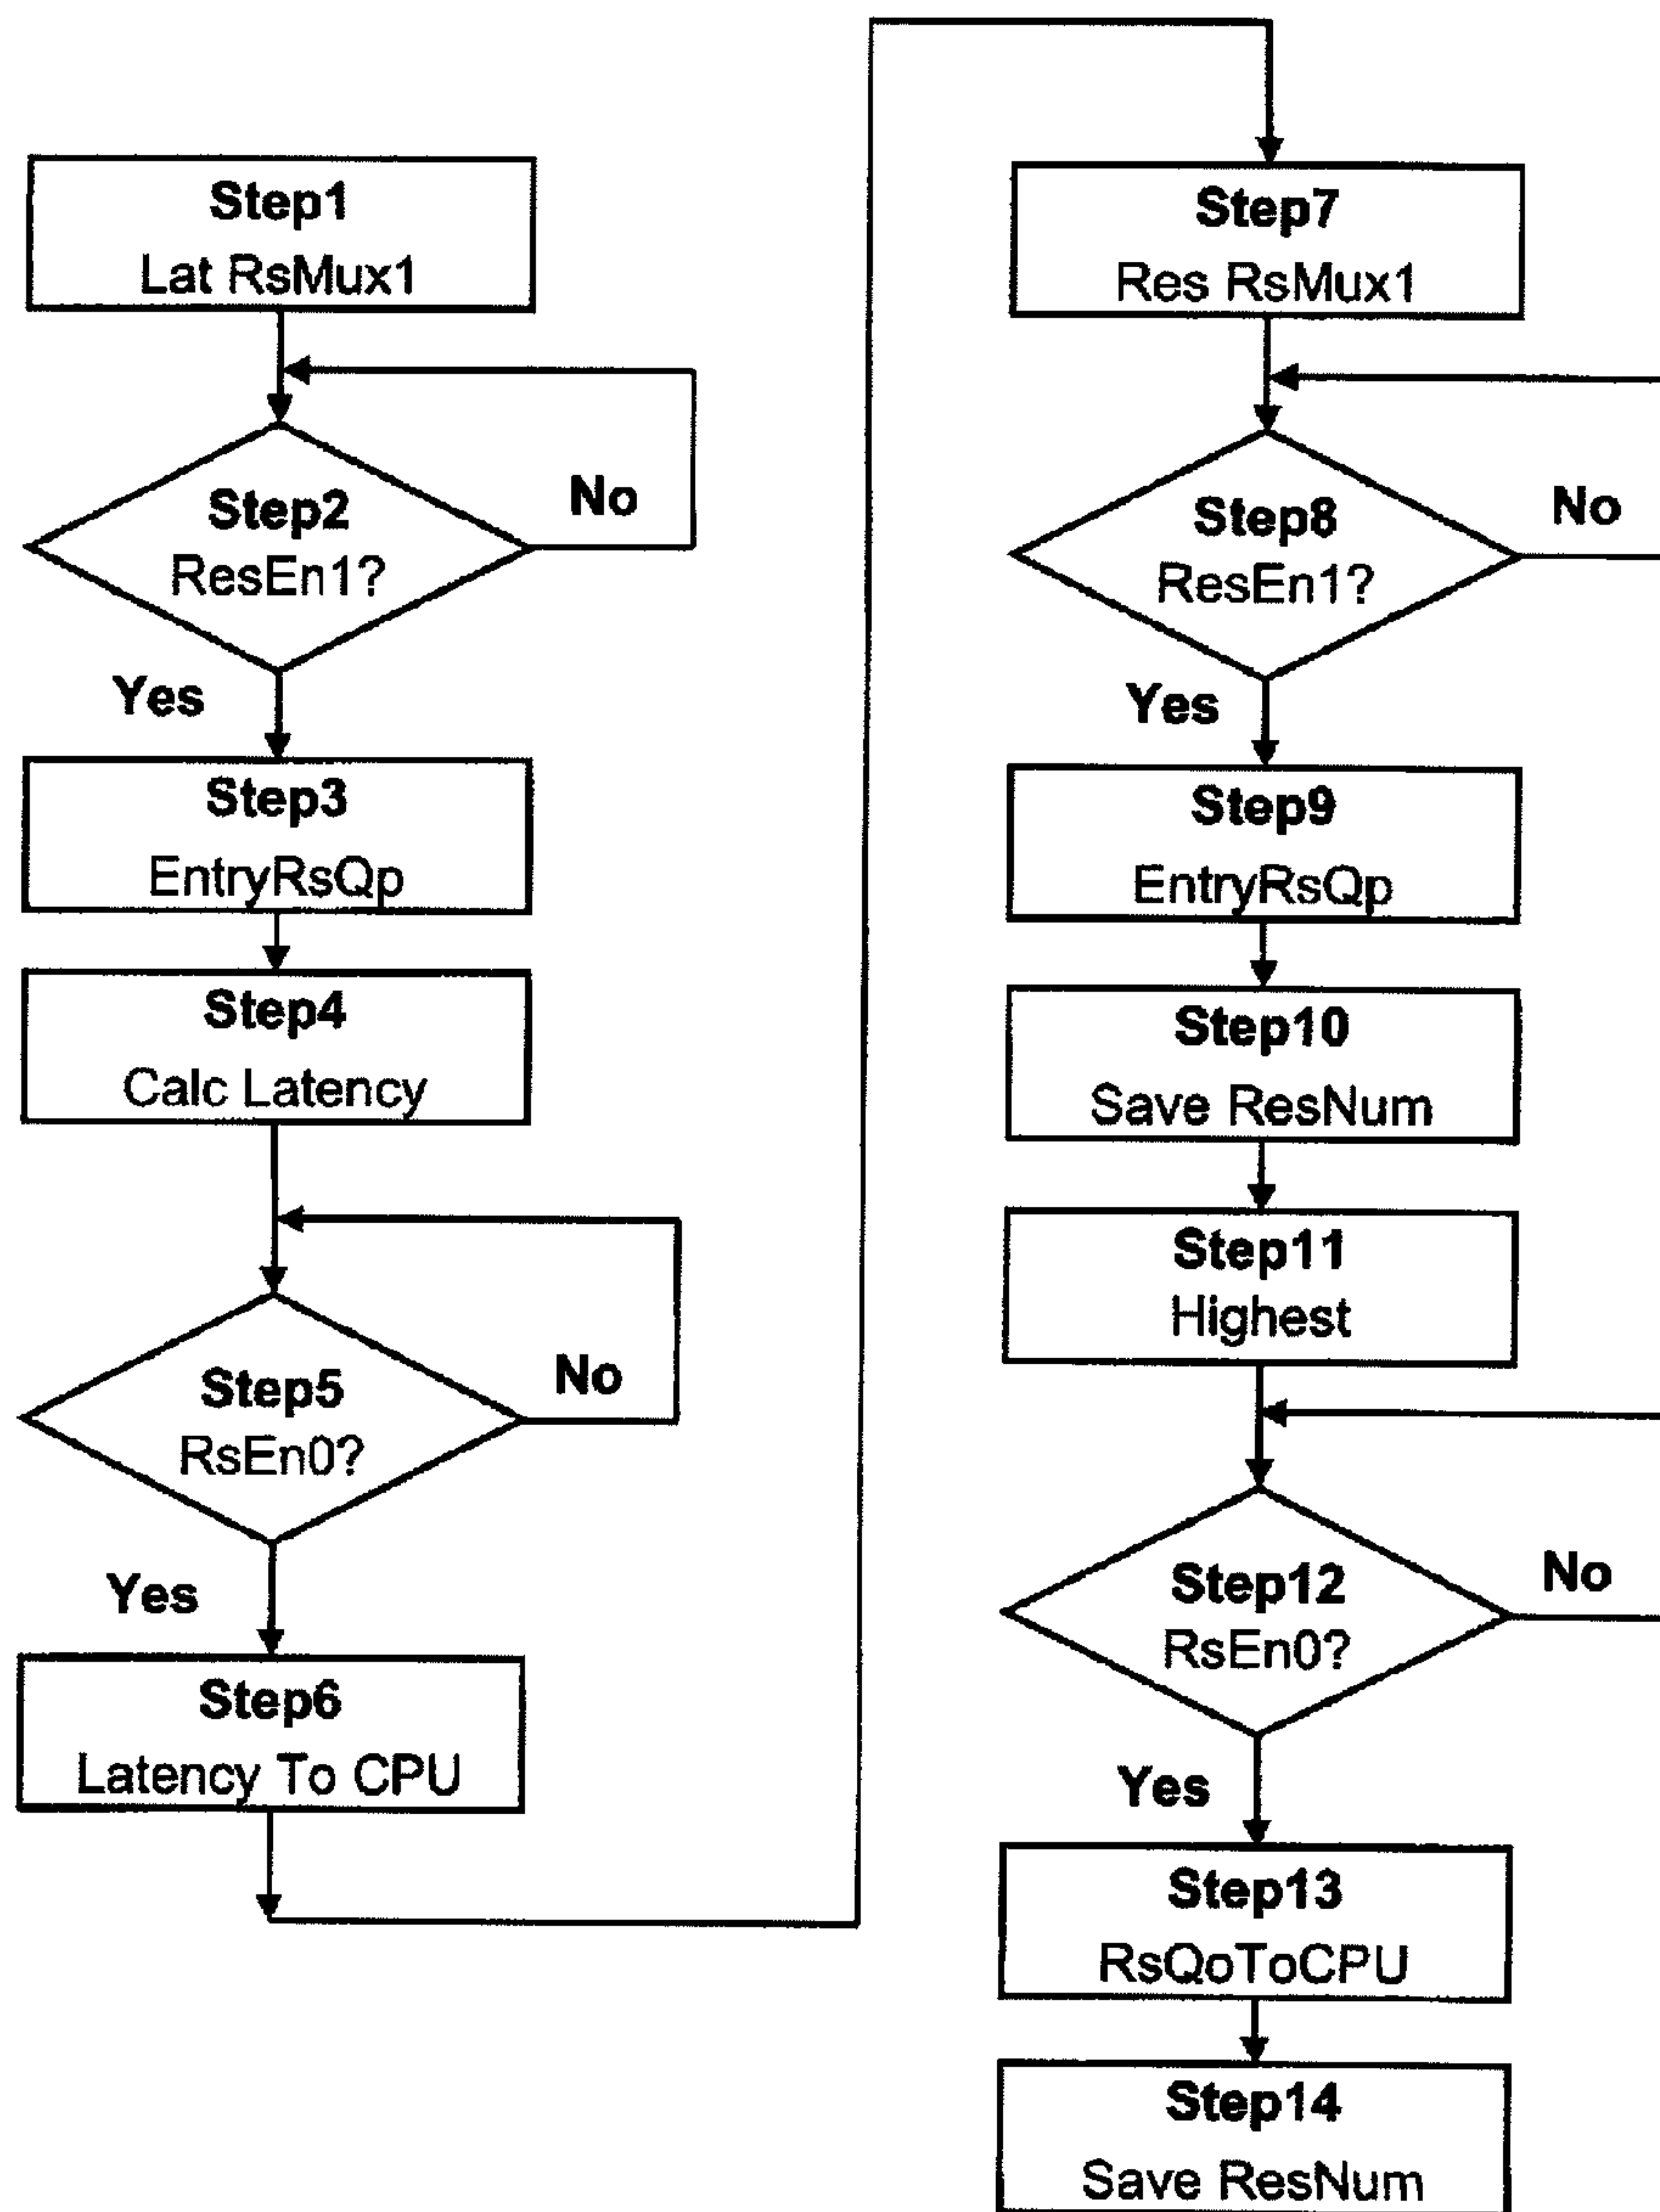 Step1
Lat RsMux1
Step2
ResEn1?
No
Yes
Step3
EntryRsQp
Step4
Calc Latency
Step5
RsEn0?
No
Yes
Step6
Latency To CPU
Step7
Res RsMux1
Step8
ResEn1?
No
Yes
Step9
EntryRsQp
Step10
Save ResNum
Step11
Highest
Step12
RsEn0?
No
Yes
Step13
RsQoToCPU
Step14
Save ResNum